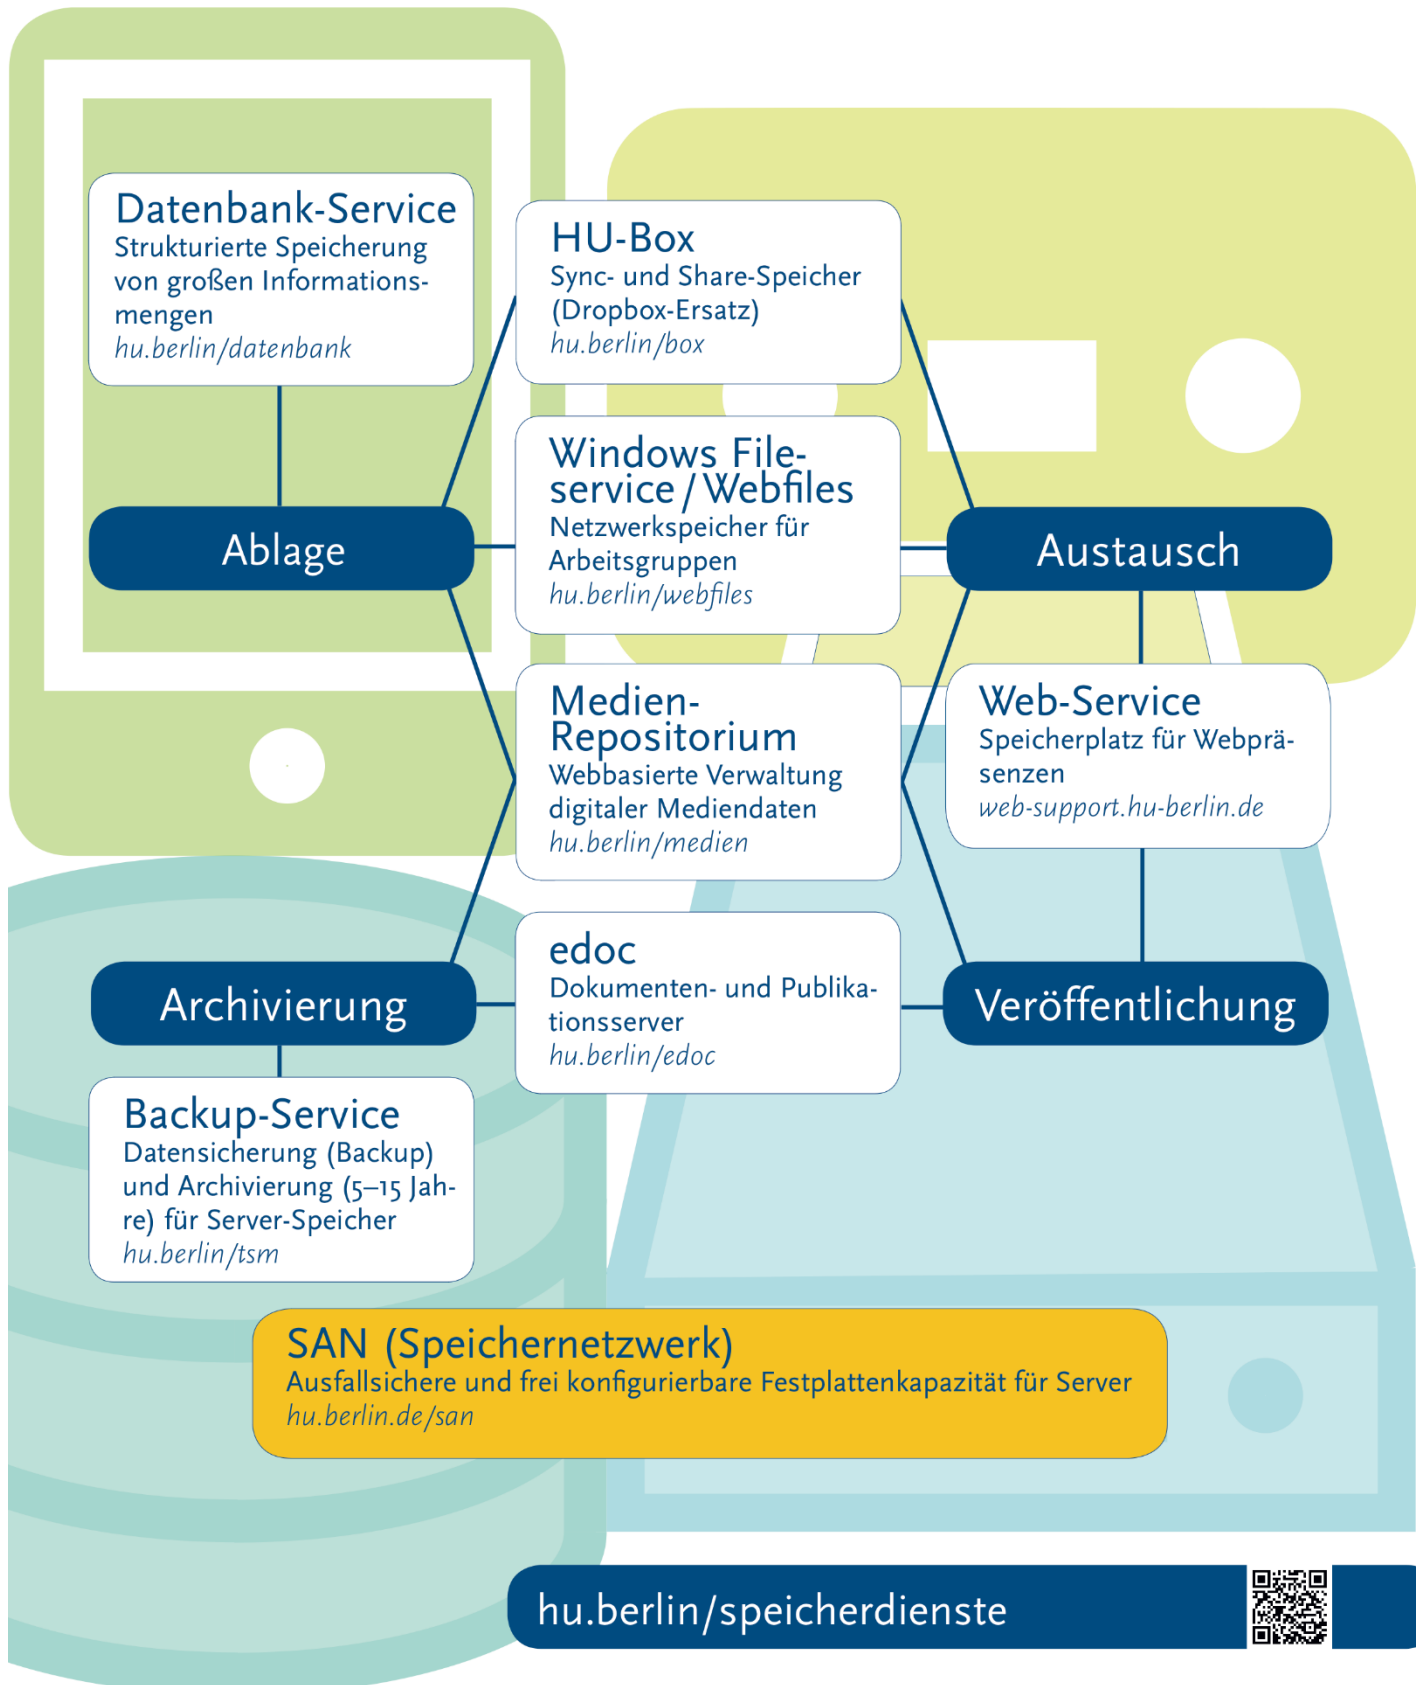 Datenbank-Service
Strukturierte Speicherung
von großen Informations-
mengen
hu.berlin/datenbank
HU-Box
Sync- und Share-Speicher
(Dropbox-Ersatz)
hu.berlin/box
Windows File-
service / Webfiles
Netzwerkspeicher für
Arbeitsgruppen
hu.berlin/webfiles
Ablage
Austausch
Medien-
Repositorium
Webbasierte Verwaltung
digitaler Mediendaten
hu.berlin/medien
Web-Service
Speicherplatz für Webprä-
senzen
web-support.hu-berlin.de
edoc
Dokumenten- und Publika-
tionsserver
hu.berlin/edoc
Archivierung
Veröffentlichung
Backup-Service
Datensicherung (Backup)
und Archivierung (5–15 Jah-
re) für Server-Speicher
hu.berlin/tsm
SAN (Speichernetzwerk)
Ausfallsichere und frei konfigurierbare Festplattenkapazität für Server
hu.berlin.de/san
hu.berlin/speicherdienste